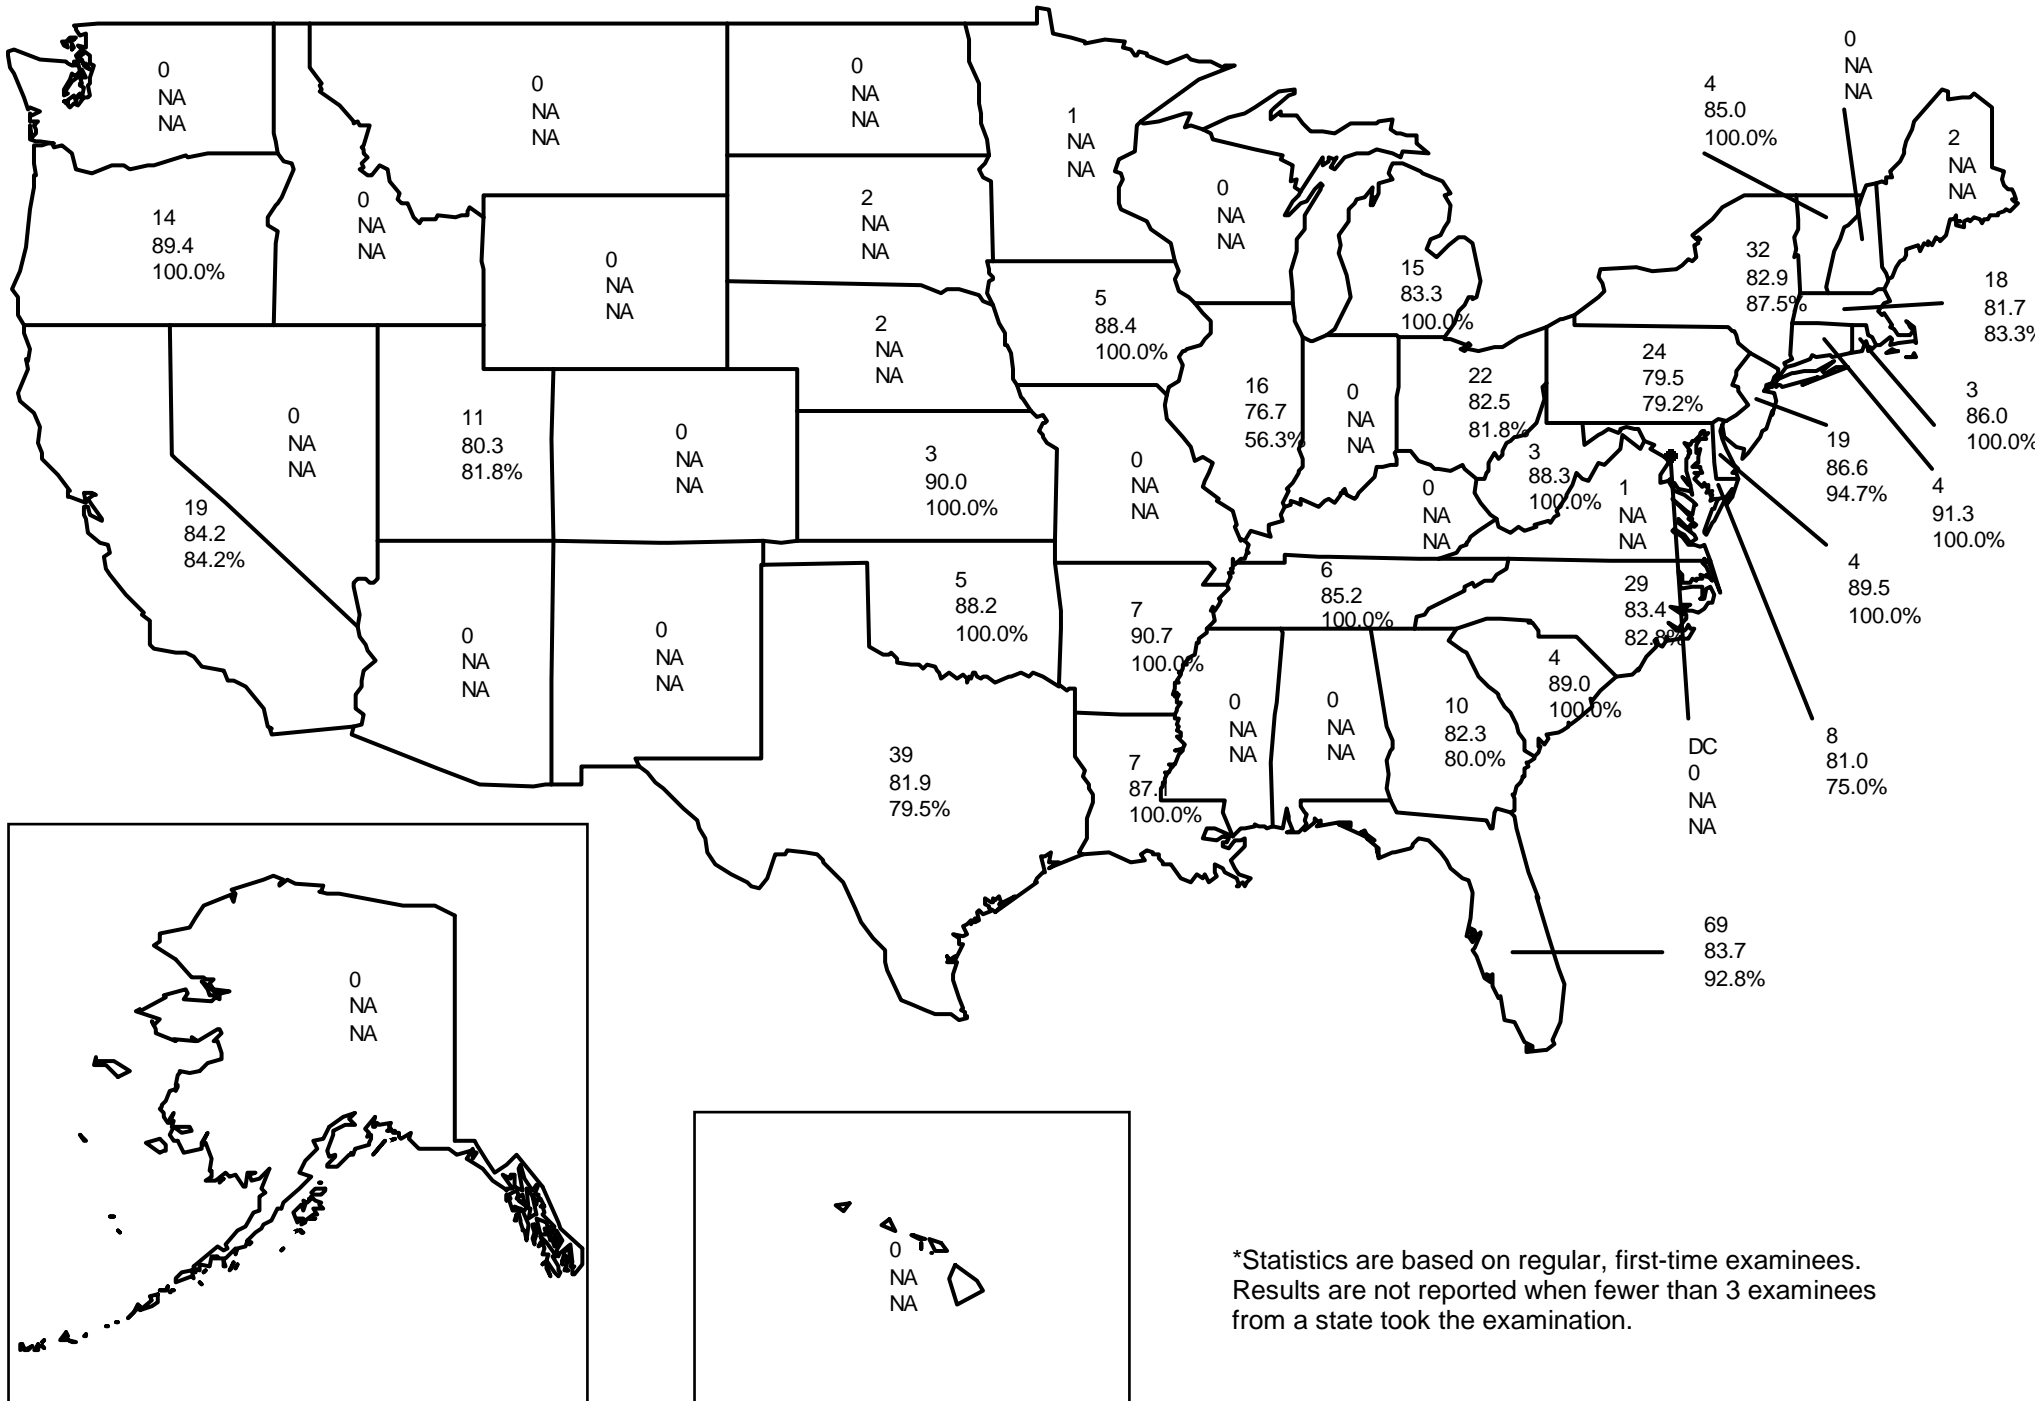 0
NA
NA
0
NA
NA
0
NA
NA
1
NA
NA
0
NA
NA
4
85.0
100.0%
2
NA
NA
14
89.4
100.0%
0
NA
NA
0
NA
NA
2
NA
NA
0
NA
NA
15
83.3
100.0%
32
82.9
87.5%
18
81.7
83.3%
5
88.4
100.0%
2
NA
NA
0
NA
NA
11
80.3
81.8%
0
NA
NA
3
90.0
100.0%
0
NA
NA
16
76.7
56.3%
0
NA
NA
22
82.5
81.8%
24
79.5
79.2%
3
86.0
100.0%
19
86.6
94.7%
4
91.3
100.0%
19
84.2
84.2%
0
NA
NA
3
88.3
100.0%
1
NA
NA
4
89.5
100.0%
0
NA
NA
0
NA
NA
5
88.2
100.0%
7
90.7
100.0%
6
85.2
100.0%
29
83.4
82.8%
4
89.0
100.0%
39
81.9
79.5%
7
87.1
100.0%
0
NA
NA
0
NA
NA
10
82.3
80.0%
DC
0
NA
NA
8
81.0
75.0%
69
83.7
92.8%
0
NA
NA
0
NA
NA
*Statistics are based on regular, first-time examinees.
Results are not reported when fewer than 3 examinees
from a state took the examination.